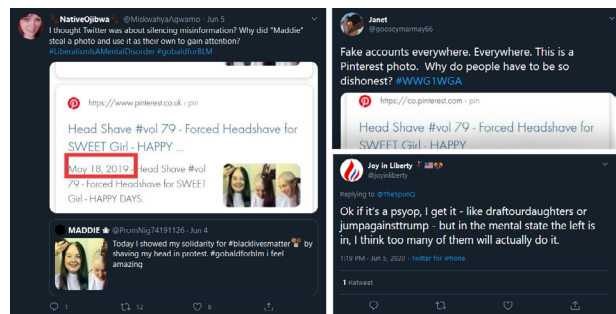 NativeOjibwa @MiskwahyaAgwamo · Jun 5
I thought Twitter was about silencing misinformation? Why did "Maddie"
steal a photo and use it as their own to gain attention?
#LiberalismIsAMentalDisorder #gobaldforBLM
https://www.pinterest.co.uk › pin
Head Shave #vol 79 - Forced Headshave for
SWEET Girl - HAPPY ...
May 18, 2019 - Head Shave #vol
79 - Forced Headshave for SWEET
Girl - HAPPY DAYS.
MADDIE @PromNig74191126 · Jun 4
Today I showed my solidarity for #blacklivesmatter by
shaving my head in protest. #gobaldforblm i feel
amazing
1 12 8
Janet
@gooseymarmay66
Fake accounts everywhere. Everywhere. This is a
Pinterest photo. Why do people have to be so
dishonest? #WWG1WGA
https://co.pinterest.com › pin
Head Shave #vol 79 - Forced Headshave for
Joy in Liberty
@joyinliberty
Replying to @TheSpunQ
Ok if it's a psyop, I get it - like draftourdaughters or
jumpagainsttrump - but in the mental state the left is
in, I think too many of them will actually do it.
1:19 PM · Jun 5, 2020 · Twitter for iPhone
1 Retweet